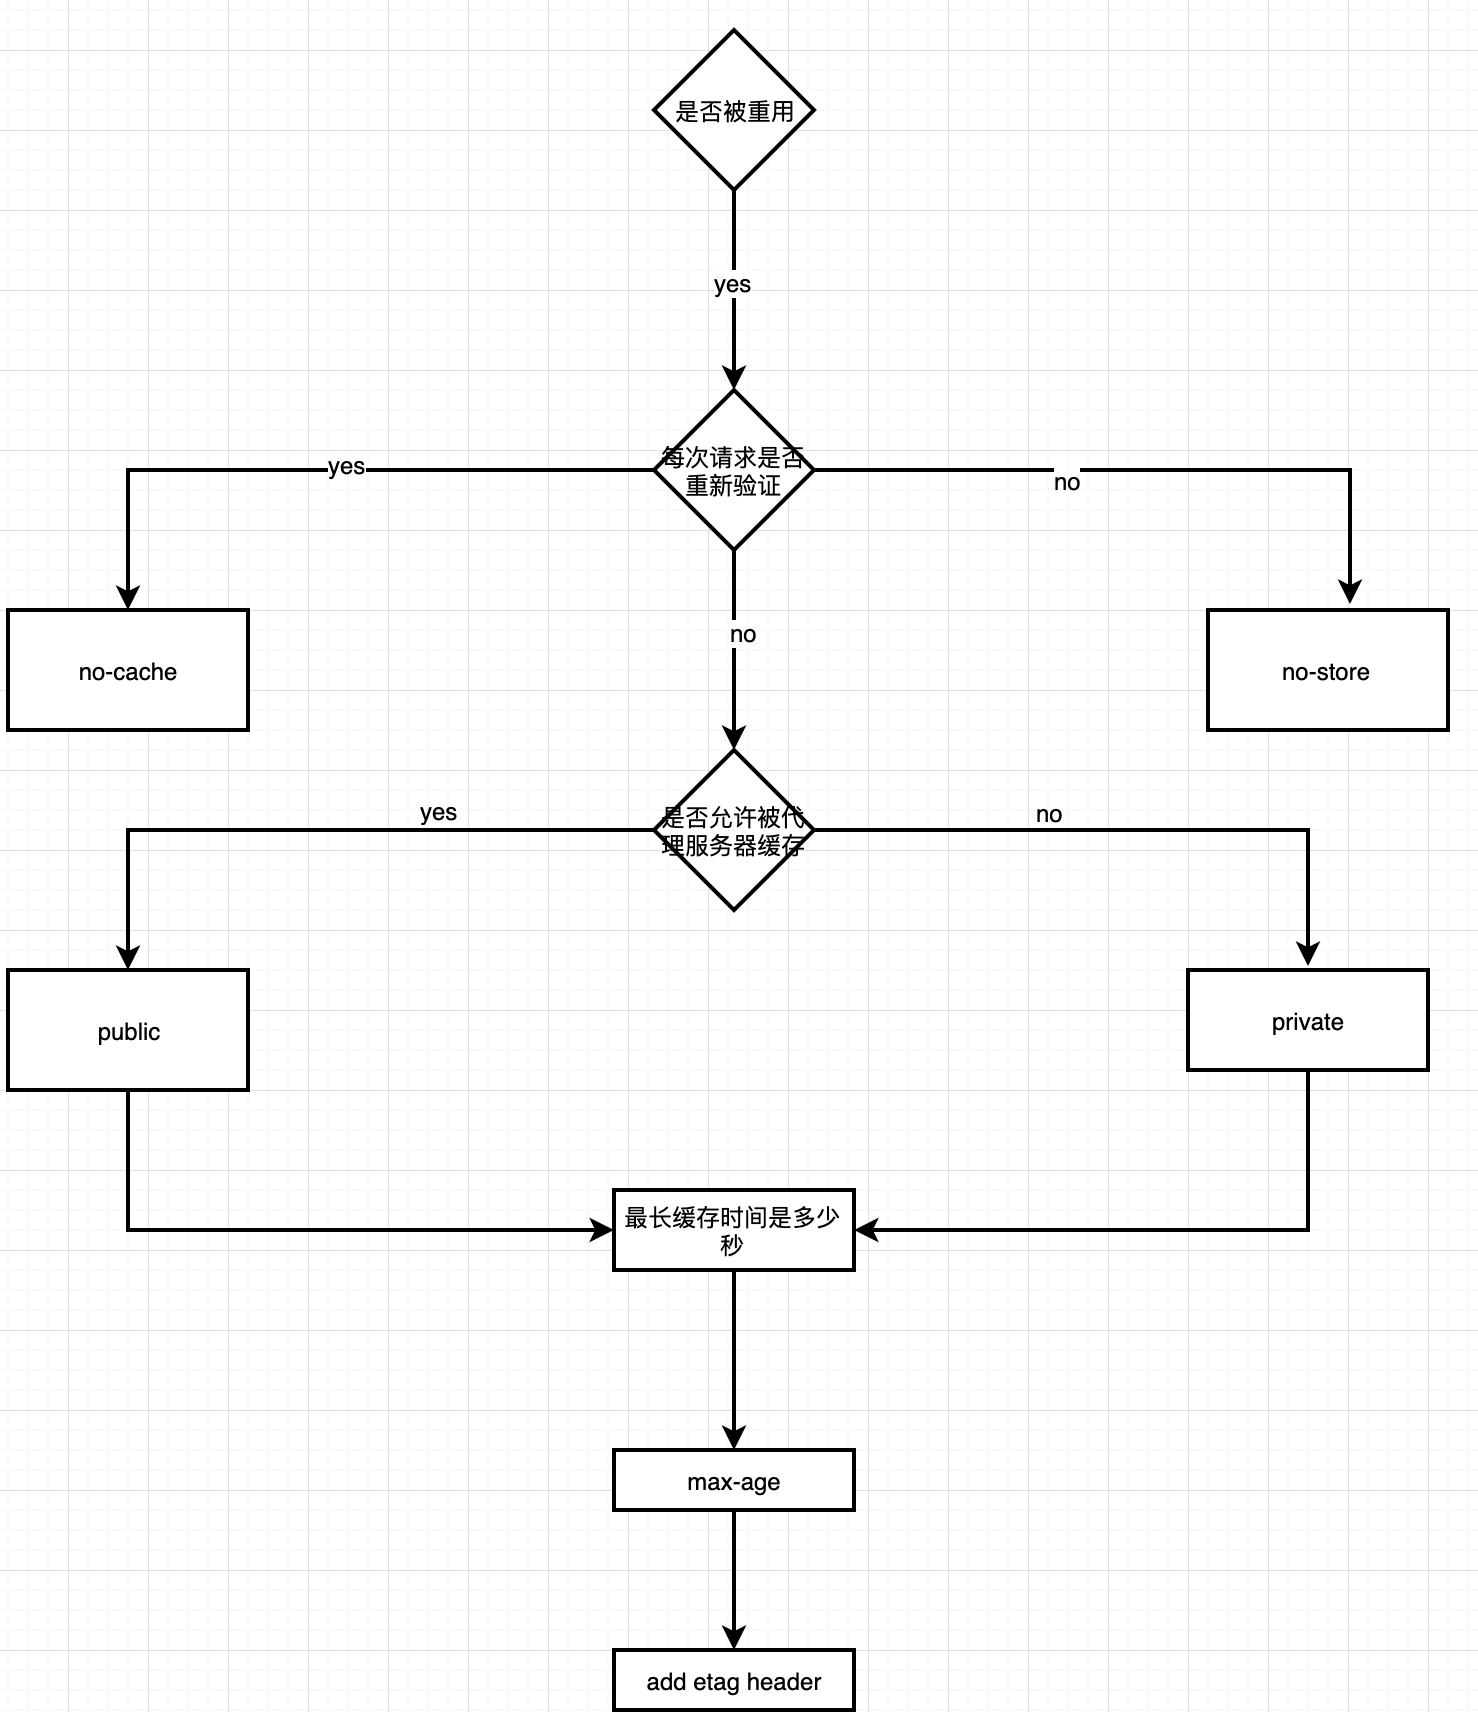 是否被重用
yes
每次请求是否
重新验证
yes
no
no
no-cache
no-store
是否允许被代
理服务器缓存
yes
no
public
private
最长缓存时间是多少
秒
max-age
add etag header